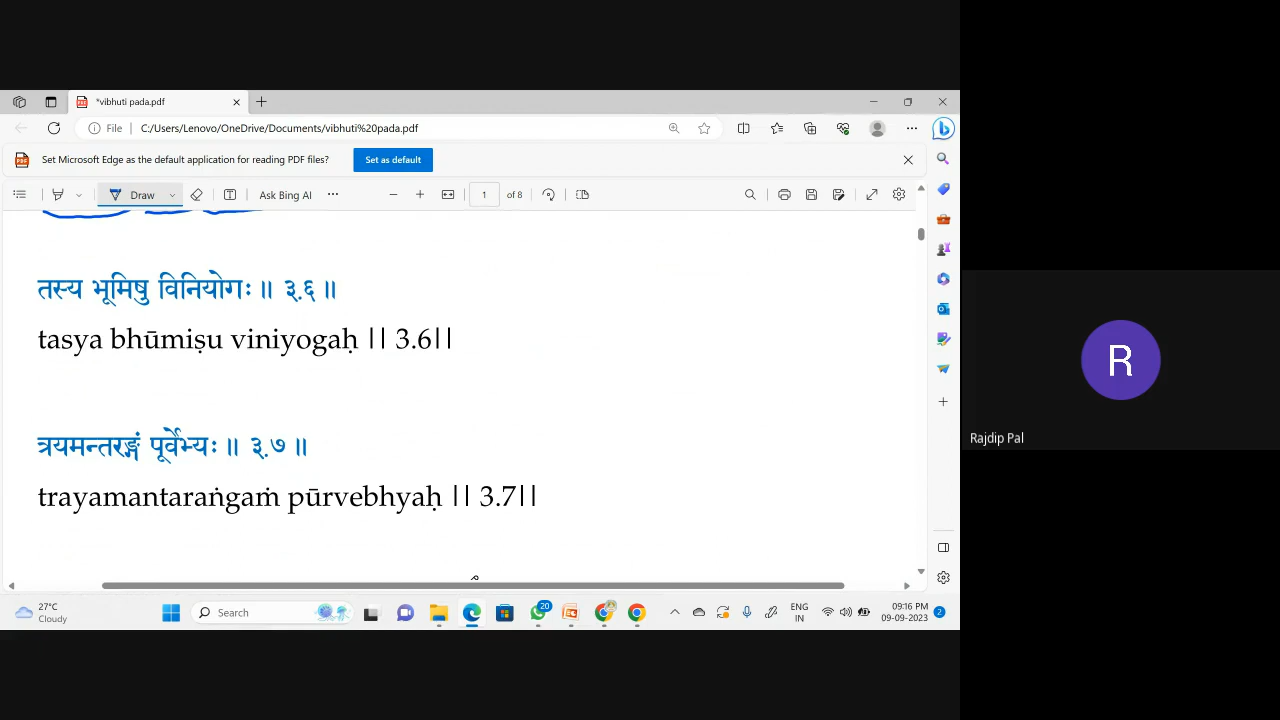 *vibhuti pada.pdf
File C:/Users/Lenovo/OneDrive/Documents/vibhuti%20pada.pdf
Set Microsoft Edge as the default application for reading PDF files? Set as default
Draw Ask Bing AI 1 of 8
तस्य भूमिषु विनियोगः॥ ३.६॥
tasya bhūmiṣu viniyogaḥ || 3.6||
त्रयमन्तरङ्गं पूर्वेभ्यः॥ ३.७॥
trayamantaraṅgaṁ pūrvebhyaḥ || 3.7||
R
Rajdip Pal
27°C
Cloudy
Search
20
ENG
IN
09:16 PM
09-09-2023
2